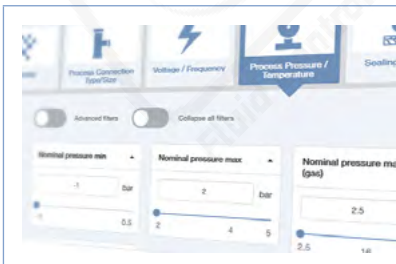 Process Connection
Type/Size
Voltage / Frequency
Process Pressure /
Temperature
Sealing
Advanced filters
Collapse all filters
Nominal pressure min
-1
bar
-1
0.5
Nominal pressure max
2
bar
2
4
5
Nominal pressure ma
(gas)
2.5
2.5
16